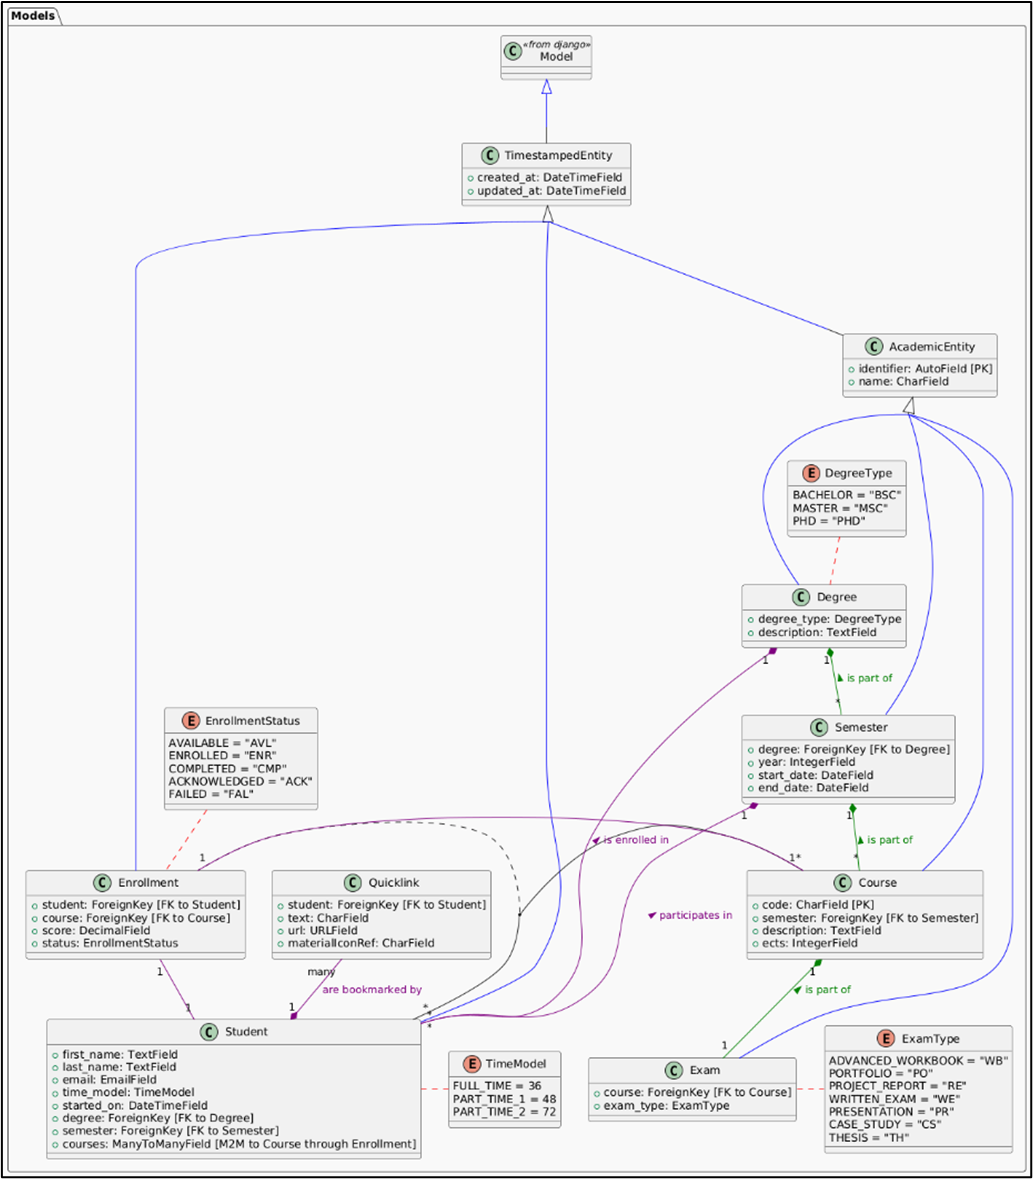 Models
C «from django»
Model
C TimestampedEntity
created_at: DateTimeField
updated_at: DateTimeField
C AcademicEntity
identifier: AutoField [PK]
name: CharField
E DegreeType
BACHELOR = "BSC"
MASTER = "MSC"
PHD = "PHD"
C Degree
degree_type: DegreeType
description: TextField
1
1
is part of
*
C Semester
degree: ForeignKey [FK to Degree]
year: IntegerField
start_date: DateField
end_date: DateField
E EnrollmentStatus
AVAILABLE = "AVL"
ENROLLED = "ENR"
COMPLETED = "CMP"
ACKNOWLEDGED = "ACK"
FAILED = "FAL"
1
1
is enrolled in
is part of
1
1*
*
C Enrollment
student: ForeignKey [FK to Student]
course: ForeignKey [FK to Course]
score: DecimalField
status: EnrollmentStatus
C Quicklink
student: ForeignKey [FK to Student]
text: CharField
url: URLField
materialIconRef: CharField
participates in
C Course
code: CharField [PK]
semester: ForeignKey [FK to Semester]
description: TextField
ects: IntegerField
1
many
1
are bookmarked by
is part of
1
1
*
*
*
1
C Student
first_name: TextField
last_name: TextField
email: EmailField
time_model: TimeModel
started_on: DateTimeField
degree: ForeignKey [FK to Degree]
semester: ForeignKey [FK to Semester]
courses: ManyToManyField [M2M to Course through Enrollment]
E TimeModel
FULL_TIME = 36
PART_TIME_1 = 48
PART_TIME_2 = 72
C Exam
course: ForeignKey [FK to Course]
exam_type: ExamType
E ExamType
ADVANCED_WORKBOOK = "WB"
PORTFOLIO = "PO"
PROJECT_REPORT = "RE"
WRITTEN_EXAM = "WE"
PRESENTATION = "PR"
CASE_STUDY = "CS"
THESIS = "TH"